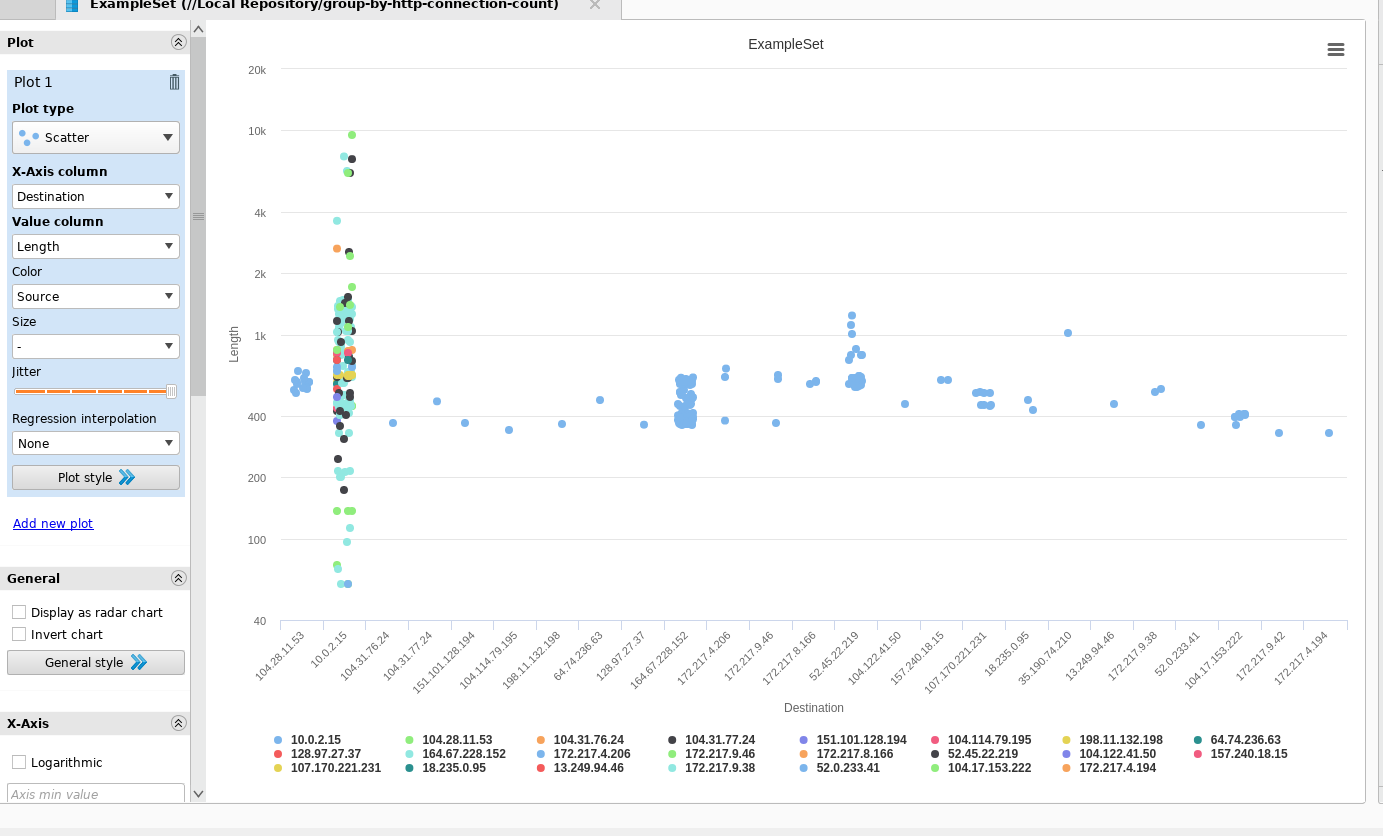 ExampleSet (//Local Repository/group-by-http-connection-count)
Plot
Plot 1
Plot type
Scatter
X-Axis column
Destination
Value column
Length
Color
Source
Size
-
Jitter
Regression interpolation
None
Plot style
Add new plot
General
Display as radar chart
Invert chart
General style
X-Axis
Logarithmic
Axis min value
ExampleSet
Length
20k
10k
4k
2k
1k
400
200
100
40
104.28.11.53
10.0.2.15
104.31.76.24
104.31.77.24
151.101.128.194
104.114.79.195
198.11.132.198
64.74.236.63
128.97.27.37
164.67.228.152
172.217.4.206
172.217.9.46
172.217.8.166
52.45.22.219
104.122.41.50
157.240.18.15
107.170.221.231
18.235.0.95
35.190.74.210
13.249.94.46
172.217.9.38
52.0.233.41
104.17.153.222
172.217.9.42
172.217.4.194
Destination
10.0.2.15 104.28.11.53 104.31.76.24 104.31.77.24 151.101.128.194 104.114.79.195 198.11.132.198 64.74.236.63
128.97.27.37 164.67.228.152 172.217.4.206 172.217.9.46 172.217.8.166 52.45.22.219 104.122.41.50 157.240.18.15
107.170.221.231 18.235.0.95 13.249.94.46 172.217.9.38 52.0.233.41 104.17.153.222 172.217.4.194